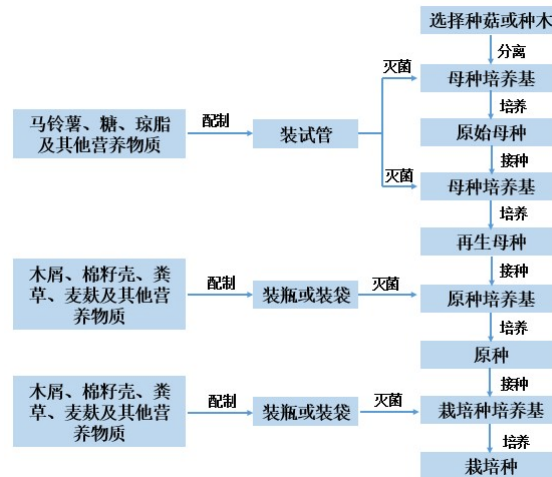 选择种菇或种木
分离
灭菌
母种培养基
培养
马铃薯、糖、琼脂
及其他营养物质
配制
装试管
原始母种
接种
灭菌
母种培养基
培养
再生母种
接种
木屑、棉籽壳、粪
草、麦麸及其他营
养物质
配制
装瓶或装袋
灭菌
原种培养基
培养
原种
接种
木屑、棉籽壳、粪
草、麦麸及其他营
养物质
配制
装瓶或装袋
灭菌
栽培种培养基
培养
栽培种